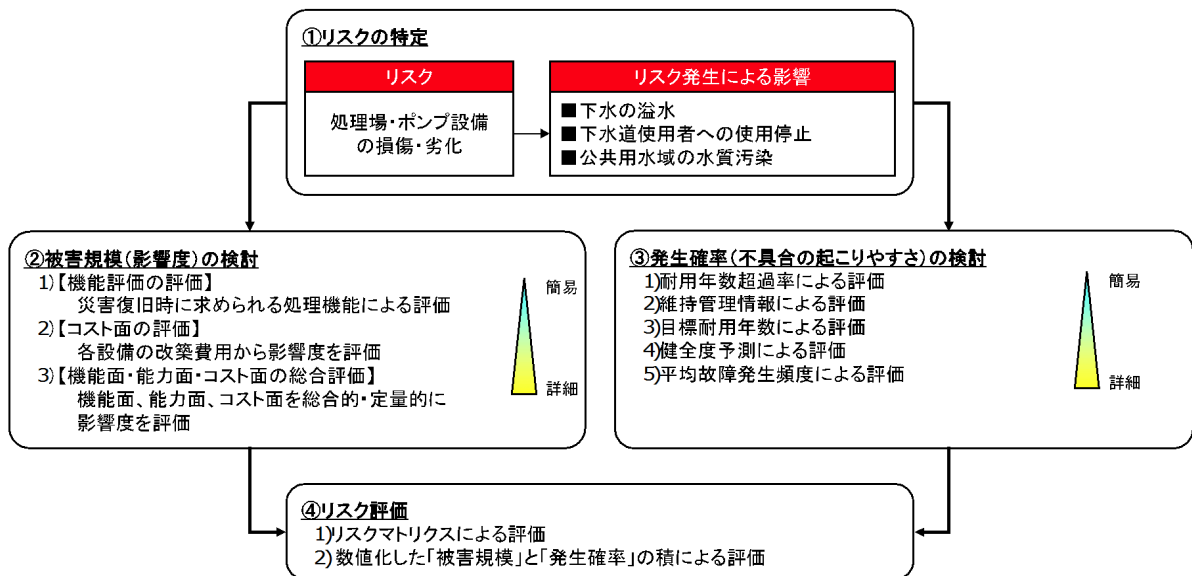 ①リスクの特定
リスク
リスク発生による影響
処理場・ポンプ設備
の損傷・劣化
■下水の溢水
■下水道使用者への使用停止
■公共用水域の水質汚染
②被害規模(影響度)の検討
1)【機能評価の評価】
災害復旧時に求められる処理機能による評価
2)【コスト面の評価】
各設備の改築費用から影響度を評価
3)【機能面・能力面・コスト面の総合評価】
機能面、能力面、コスト面を総合的・定量的に
影響度を評価
簡易
詳細
③発生確率(不具合の起こりやすさ)の検討
1)耐用年数超過率による評価
2)維持管理情報による評価
3)目標耐用年数による評価
4)健全度予測による評価
5)平均故障発生頻度による評価
簡易
詳細
④リスク評価
1)リスクマトリクスによる評価
2)数値化した「被害規模」と「発生確率」の積による評価